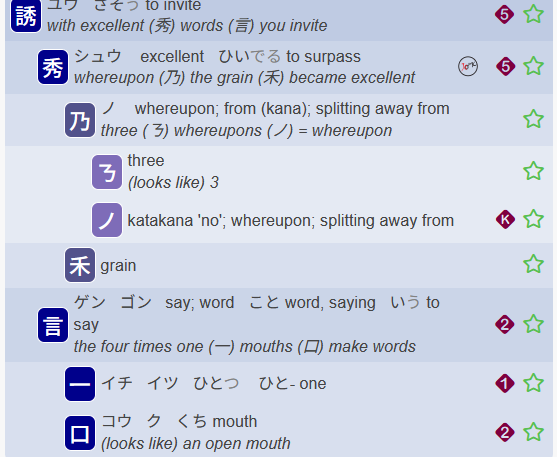 誘 ユウ さそう to invite 5
with excellent (秀) words (言) you invite
秀 シュウ excellent ひいでる to surpass 5
whereupon (乃) the grain (禾) became excellent
乃 ノ whereupon; from (kana); splitting away from
three (㇋) whereupons (ノ) = whereupon
㇋ three
(looks like) 3
ノ katakana 'no'; whereupon; splitting away from K
禾 grain
言 ゲン ゴン say; word こと word, saying いう to
say 2
the four times one (一) mouths (口) make words
一 イチ イツ ひとつ ひと- one 1
口 コウ ク くち mouth 2
(looks like) an open mouth